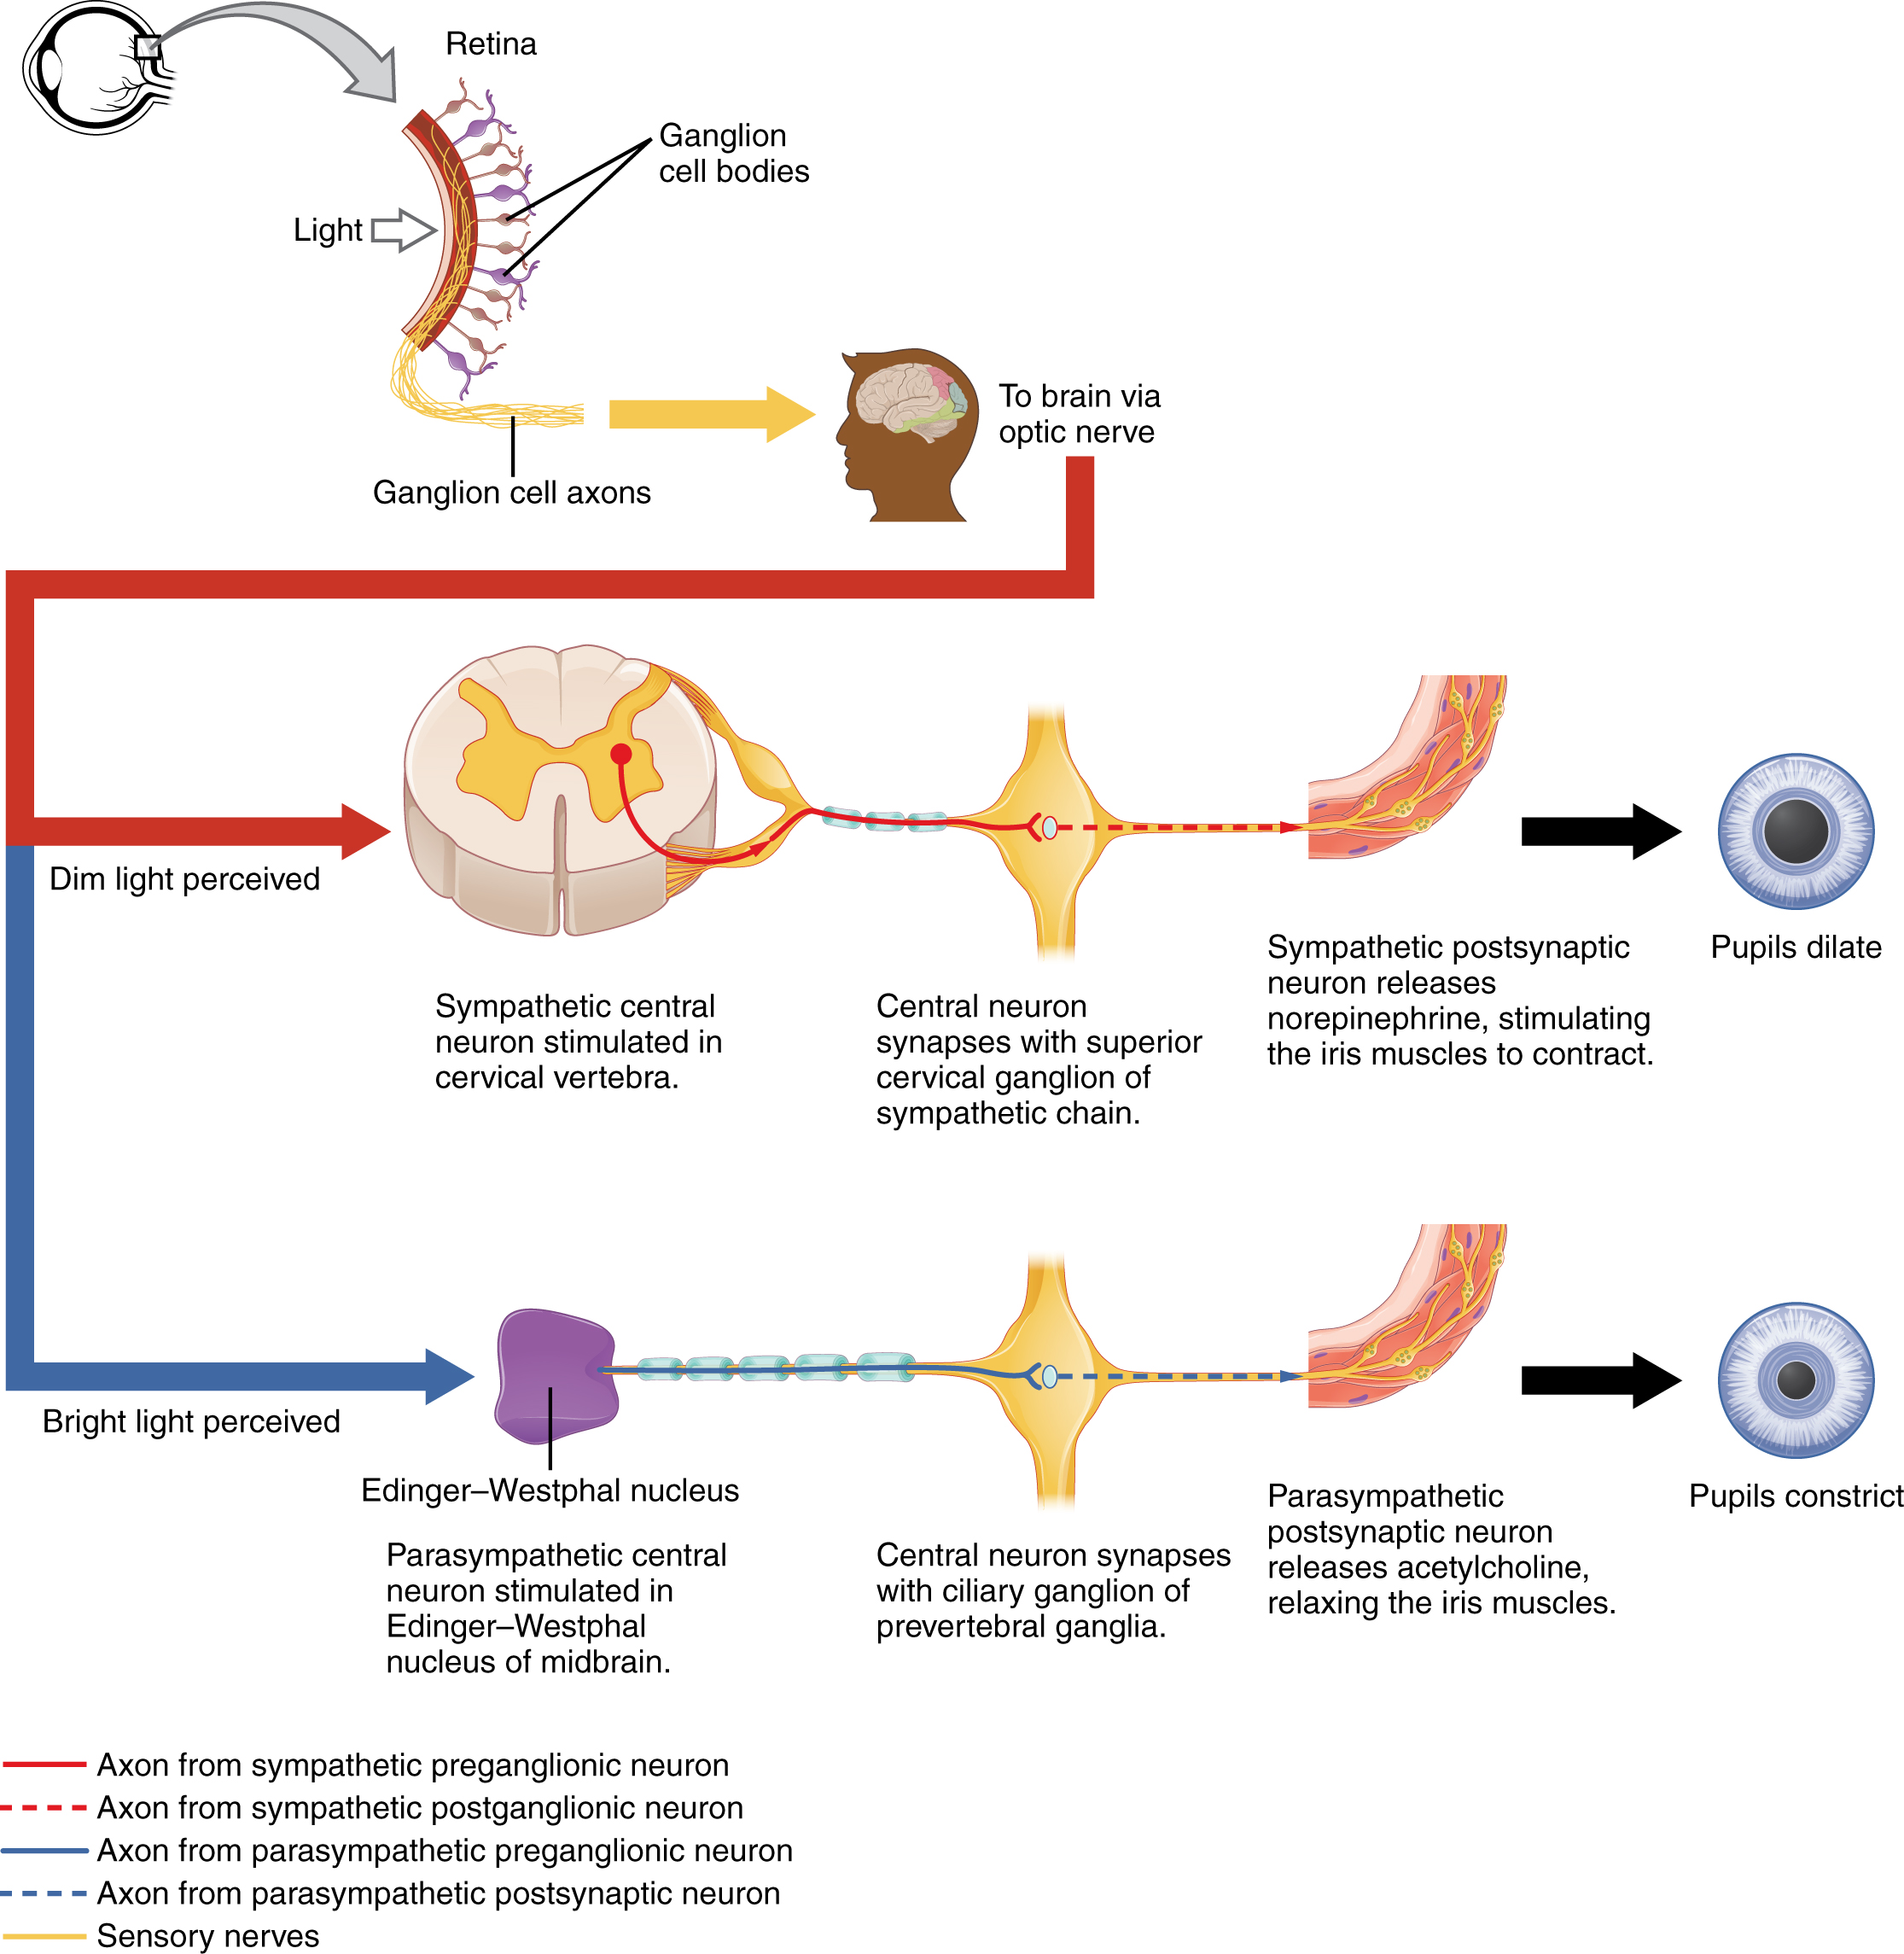 Retina
Ganglion
cell bodies
Light
To brain via
optic nerve
Ganglion cell axons
Dim light perceived
Sympathetic central
neuron stimulated in
cervical vertebra.
Central neuron
synapses with superior
cervical ganglion of
sympathetic chain.
Sympathetic postsynaptic
neuron releases
norepinephrine, stimulating
the iris muscles to contract.
Pupils dilate
Bright light perceived
Edinger–Westphal nucleus
Parasympathetic central
neuron stimulated in
Edinger–Westphal
nucleus of midbrain.
Central neuron synapses
with ciliary ganglion of
prevertebral ganglia.
Parasympathetic
postsynaptic neuron
releases acetylcholine,
relaxing the iris muscles.
Pupils constrict
Axon from sympathetic preganglionic neuron
Axon from sympathetic postganglionic neuron
Axon from parasympathetic preganglionic neuron
Axon from parasympathetic postsynaptic neuron
Sensory nerves